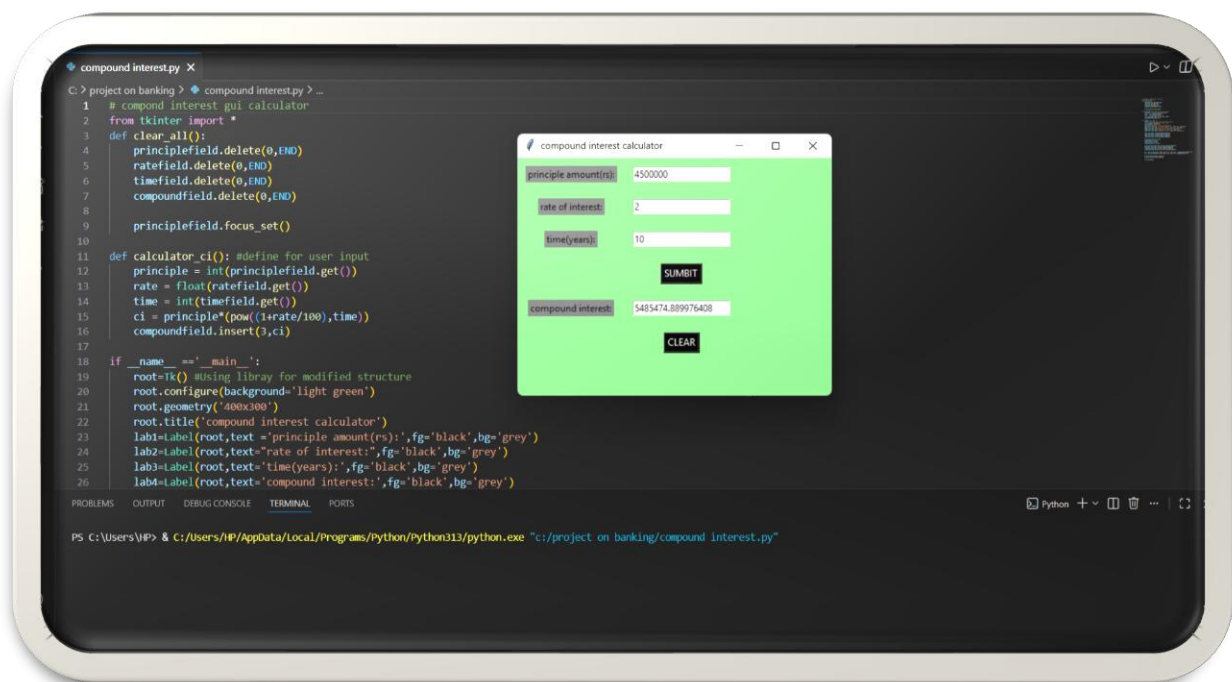 compound interest.py
C: > project on banking > compound interest.py > ...
1 # compond interest gui calculator
2 from tkinter import *
3 def clear_all():
4 principlefield.delete(0,END)
5 ratefield.delete(0,END)
6 timefield.delete(0,END)
7 compoundfield.delete(0,END)
8
9 principlefield.focus_set()
10
11 def calculator_ci(): #define for user input
12 principle = int(principlefield.get())
13 rate = float(ratefield.get())
14 time = int(timefield.get())
15 ci = principle*(pow((1+rate/100),time))
16 compoundfield.insert(3,ci)
17
18 if __name__ =='__main__':
19 root=Tk() #Using libray for modified structure
20 root.configure(background='light green')
21 root.geometry('400x300')
22 root.title('compound interest calculator')
23 lab1=Label(root,text ='principle amount(rs):',fg='black',bg='grey')
24 lab2=Label(root,text="rate of interest:",fg='black',bg='grey')
25 lab3=Label(root,text='time(years):',fg='black',bg='grey')
26 lab4=Label(root,text='compound interest:',fg='black',bg='grey')
compound interest calculator
principle amount(rs): 4500000
rate of interest: 2
time(years): 10
SUMBIT
compound interest: 5485474.889976408
CLEAR
PROBLEMS OUTPUT DEBUG CONSOLE TERMINAL PORTS
Python
PS C:\Users\HP> & C:/Users/HP/AppData/Local/Programs/Python/Python313/python.exe "c:/project on banking/compound interest.py"